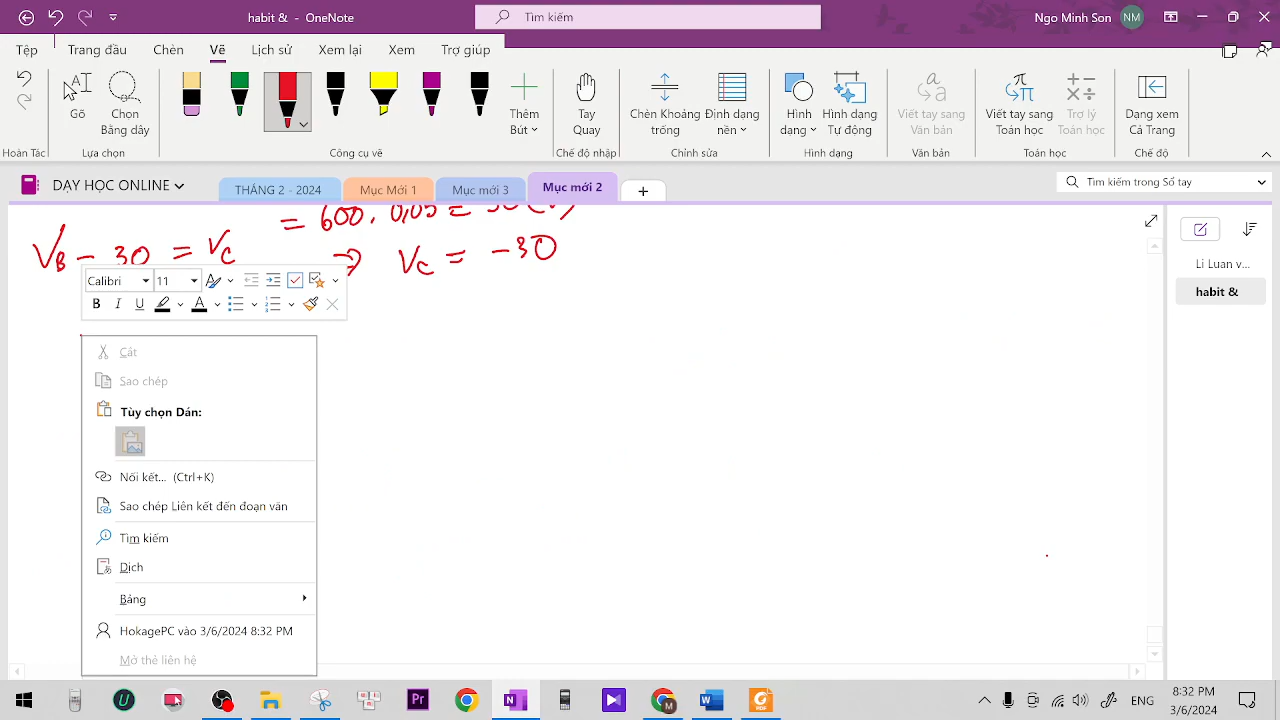 habit & - OneNote
Tìm kiếm
Ngo Minh Son
NM
Tệp
Trang đầu
Chèn
Vẽ
Lịch sử
Xem lại
Xem
Trợ giúp
Gõ
Chọn Bằng dây
Thêm Bút
Tay Quay
Chèn Khoảng trống
Định dạng nền
Hình dạng
Hình dạng Tự động
Viết tay sang Văn bản
Viết tay sang Toán học
Trợ lý Toán học
Dạng xem Cả Trang
Hoàn Tác
Lựa chọn
Công cụ vẽ
Chế độ nhập
Chỉnh sửa
Hình dạng
Văn bản
Toán học
Chế độ
DẠY HỌC ONLINE
THÁNG 2 - 2024
Mục Mới 1
Mục mới 3
Mục mới 2
+
Tìm kiếm trong Sổ tay
= 600 . 0,05 = 30 (V)
V_B - 30 = V_C
⇒ V_C = -30
Li Luan v...
habit &
Calibri
11
B
I
U
A
Cắt
Sao chép
Tùy chọn Dán:
Nối kết... (Ctrl+K)
Sao chép Liên kết đến đoạn văn
Tìm kiếm
Dịch
Bảng
HokagePC vào 3/6/2024 8:32 PM
Mở thẻ liên hệ
ENG
8:32 PM
3/6/2024